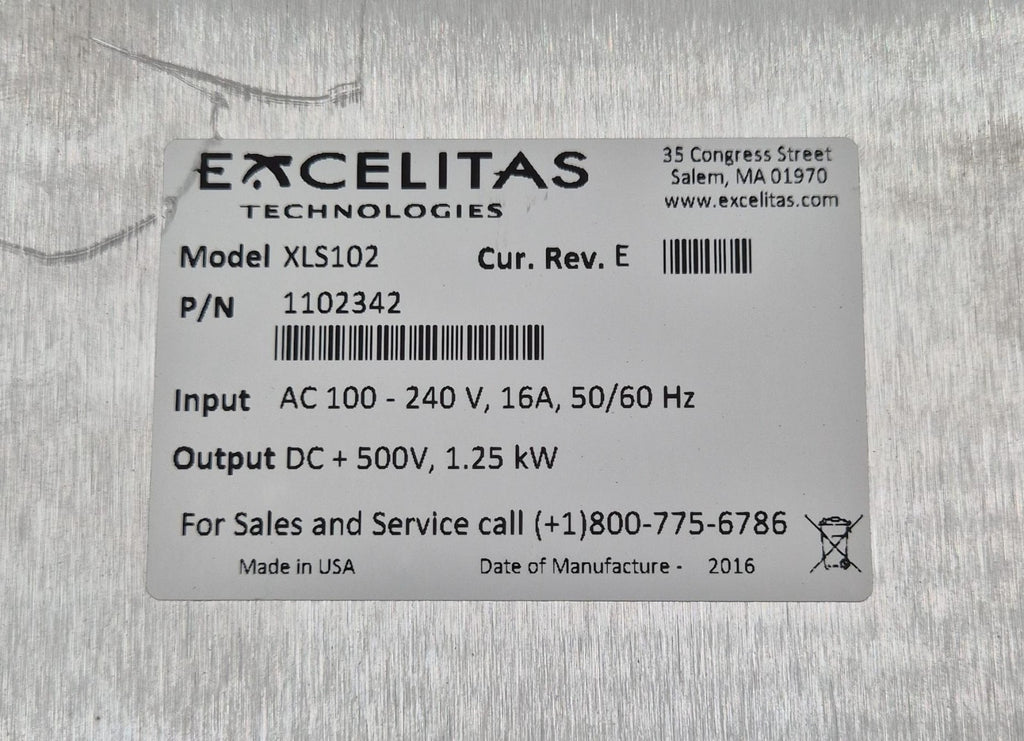 EXCELITAS
TECHNOLOGIES
35 Congress Street
Salem, MA 01970
www.excelitas.com
Model XLS102 Cur. Rev. E
P/N 1102342
Input AC 100 - 240 V, 16A, 50/60 Hz
Output DC + 500V, 1.25 kW
For Sales and Service call (+1)800-775-6786
Made in USA Date of Manufacture - 2016